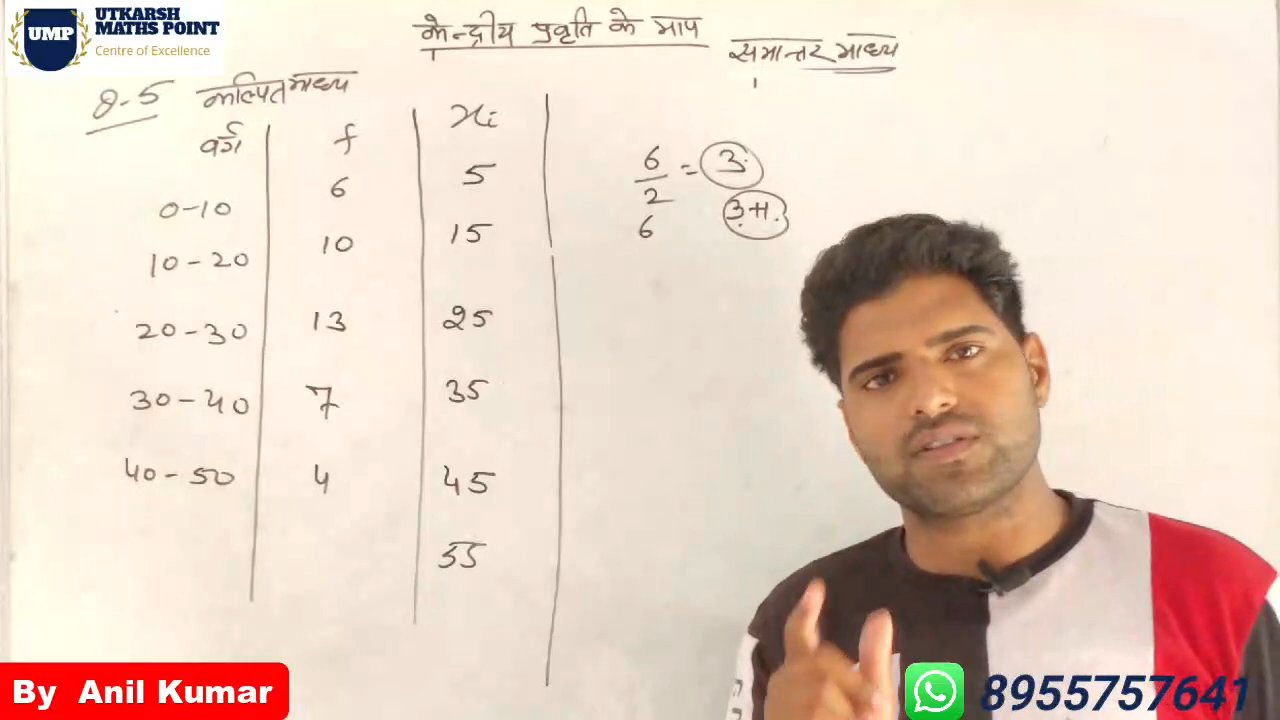 UMP
UTKARSH
MATHS POINT
Centre of Excellence
केन्द्रीय प्रवृति के माप
समान्तर माध्य
Q-5 कल्पित माध्य
वर्ग f xi
0-10 6 5
10-20 10 15
20-30 13 25
30-40 7 35
40-50 4 45
55
6/2 = 3
6 3+1
By Anil Kumar
8955757641